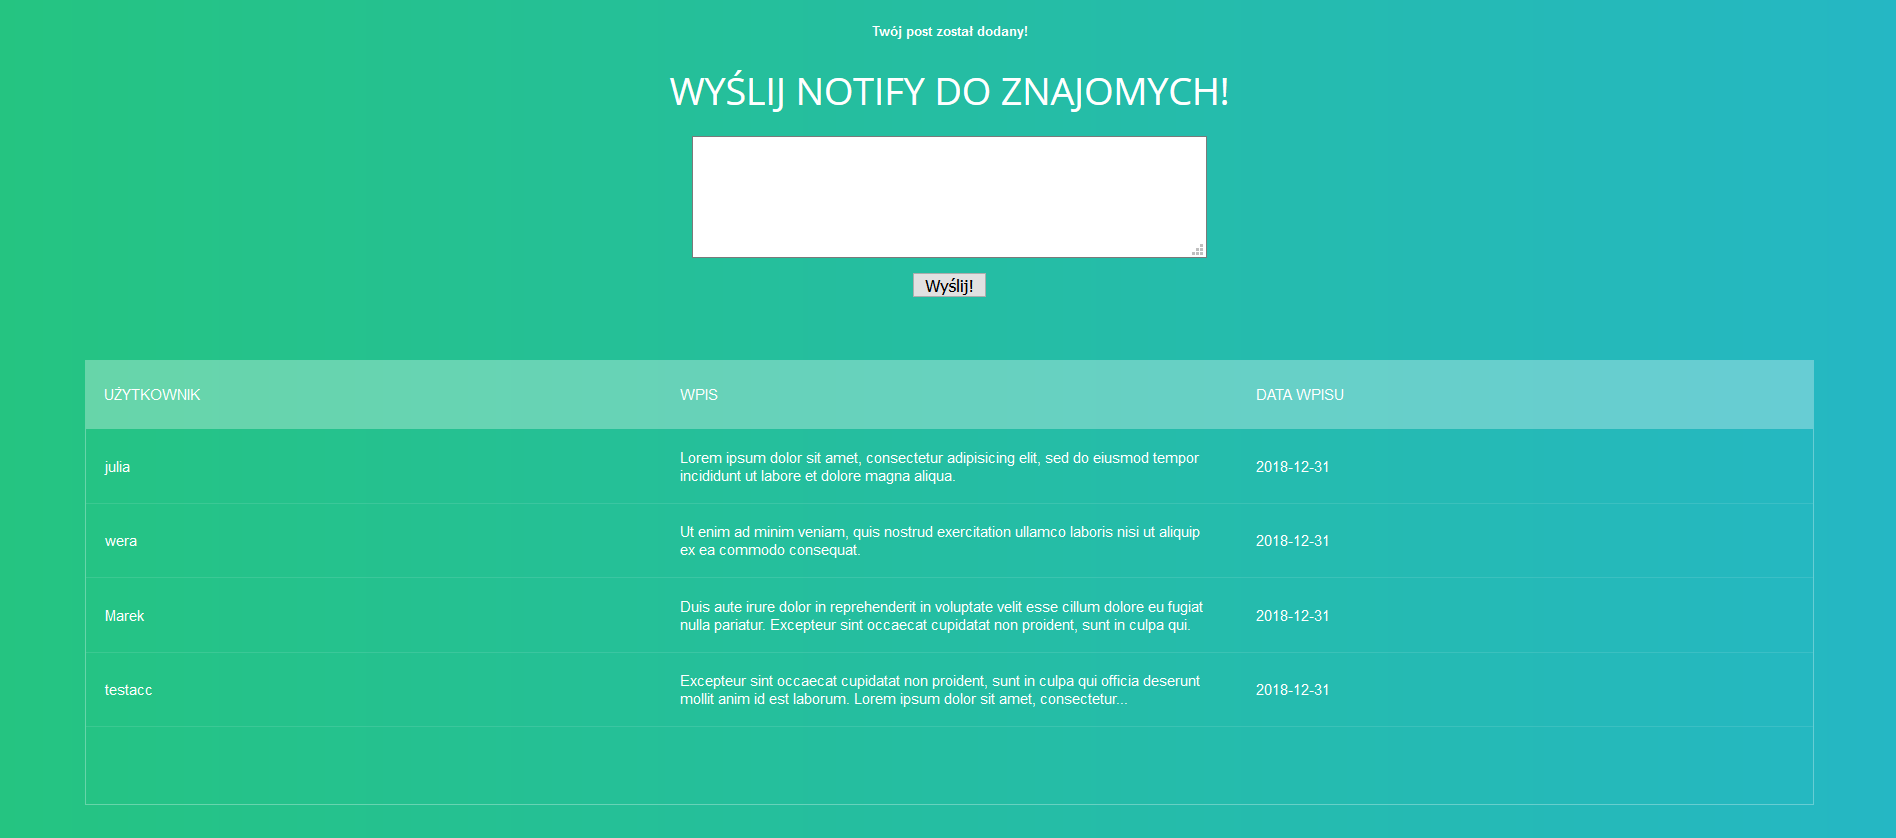 Twój post został dodany!
WYŚLIJ NOTIFY DO ZNAJOMYCH!
Wyślij!
UŻYTKOWNIK WPIS DATA WPISU
julia
Lorem ipsum dolor sit amet, consectetur adipisicing elit, sed do eiusmod tempor
incididunt ut labore et dolore magna aliqua.
2018-12-31
wera
Ut enim ad minim veniam, quis nostrud exercitation ullamco laboris nisi ut aliquip
ex ea commodo consequat.
2018-12-31
Marek
Duis aute irure dolor in reprehenderit in voluptate velit esse cillum dolore eu fugiat
nulla pariatur. Excepteur sint occaecat cupidatat non proident, sunt in culpa qui.
2018-12-31
testacc
Excepteur sint occaecat cupidatat non proident, sunt in culpa qui officia deserunt
mollit anim id est laborum. Lorem ipsum dolor sit amet, consectetur...
2018-12-31